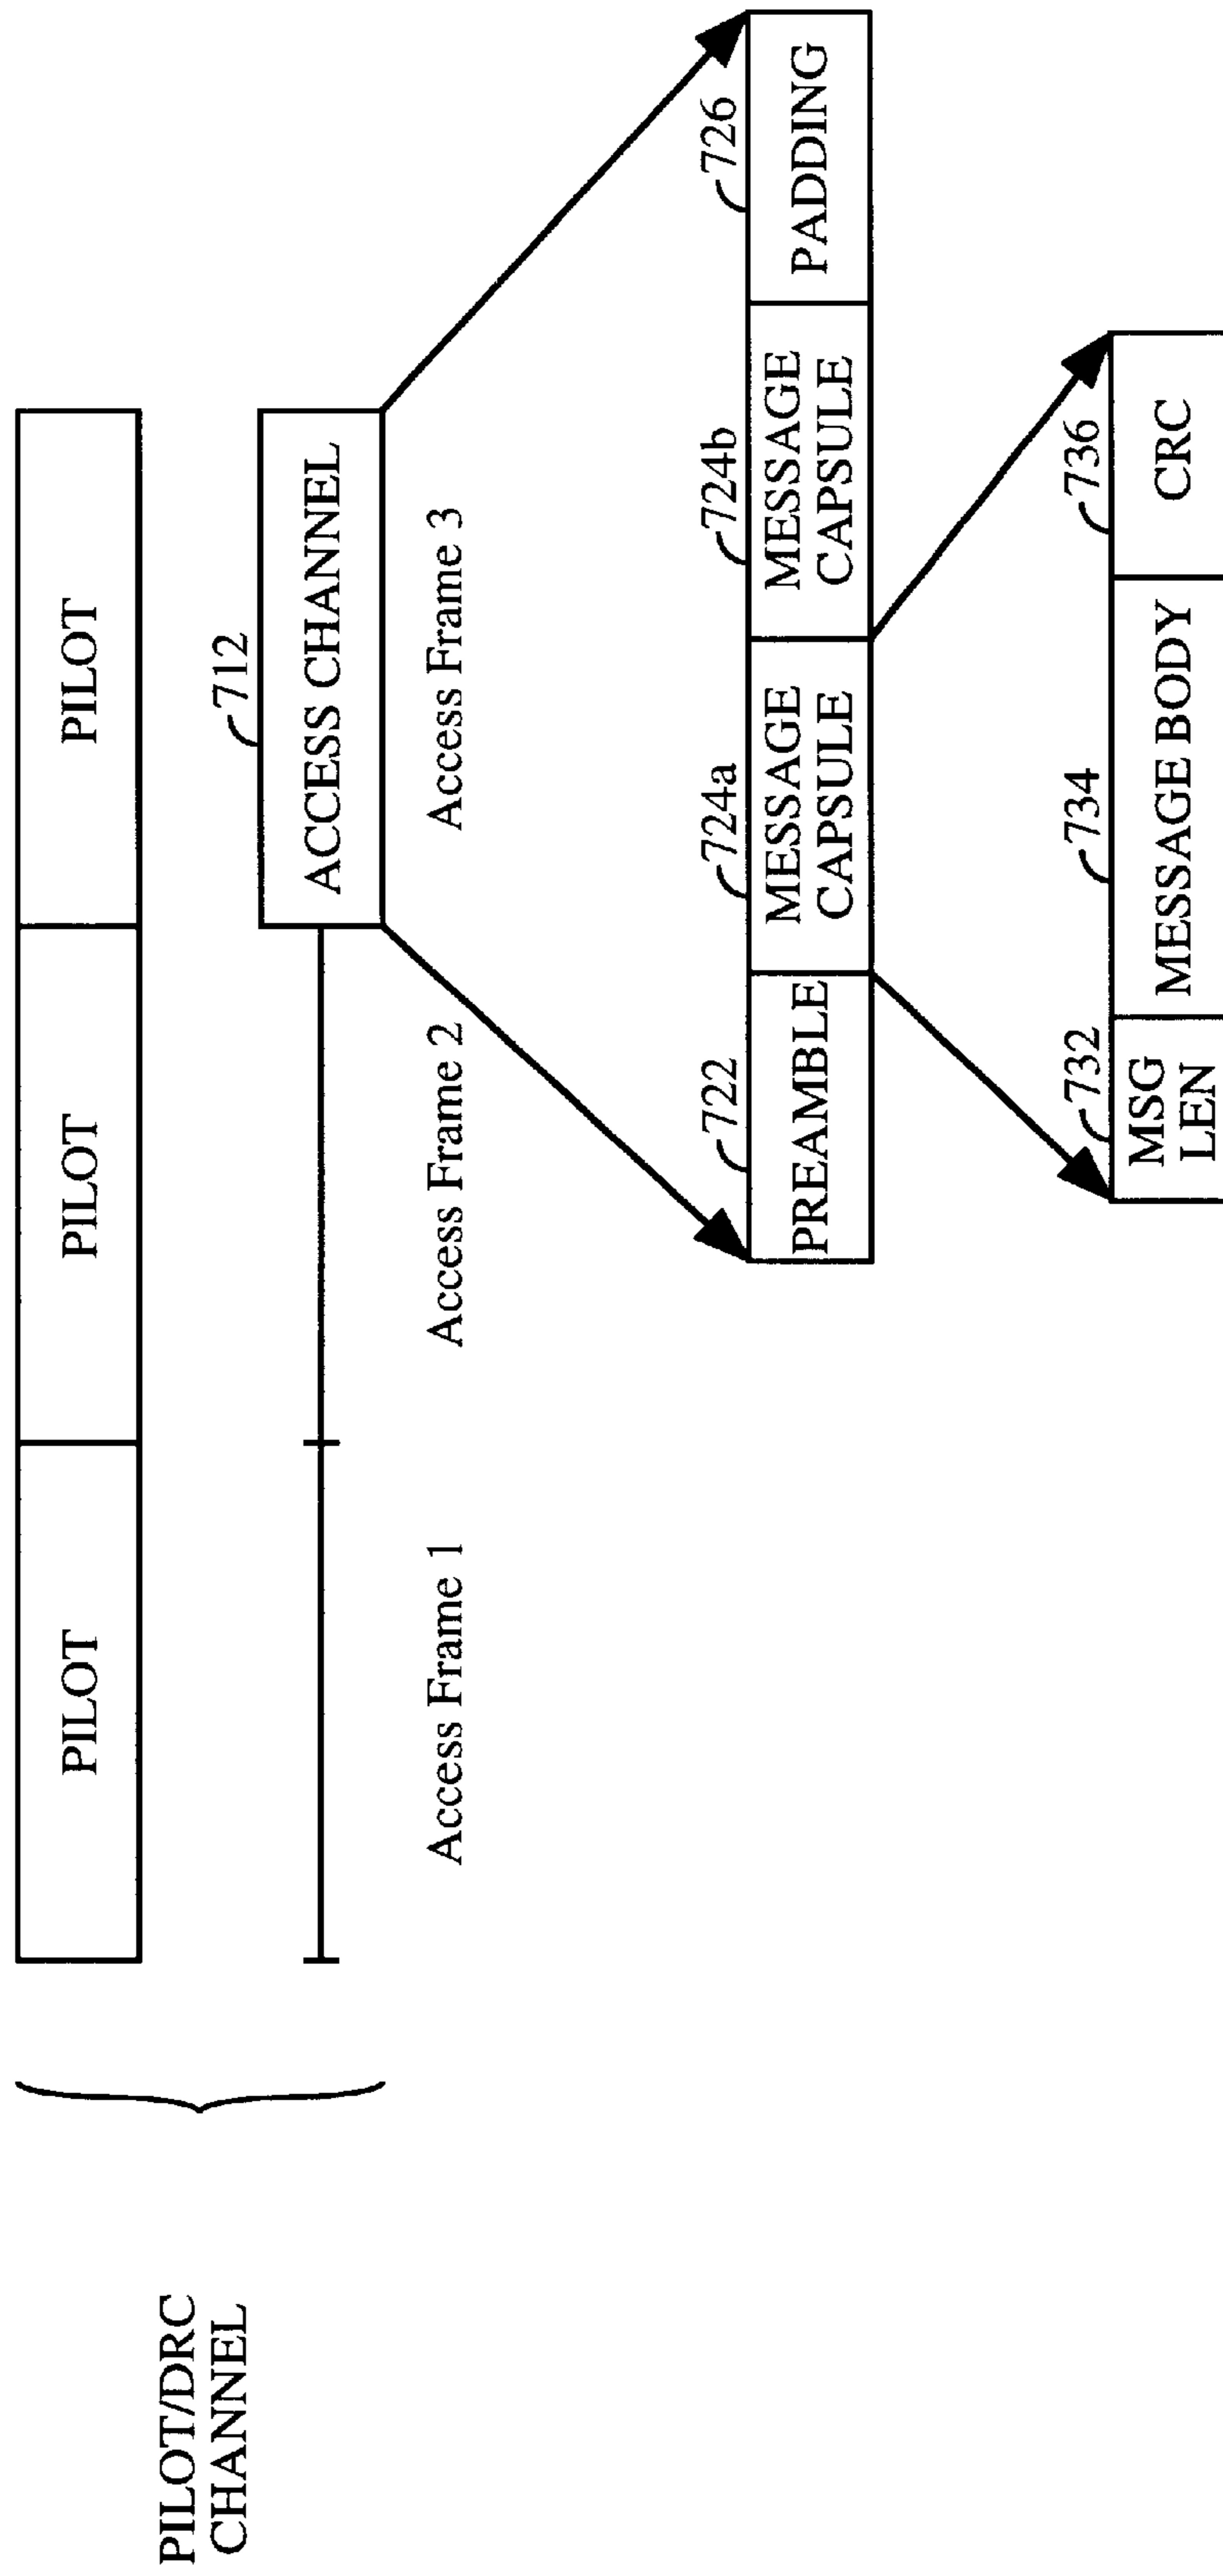 PILOT/DRC
CHANNEL
PILOT
PILOT
PILOT
712
ACCESS CHANNEL
Access Frame 1
Access Frame 2
Access Frame 3
722
724a
724b
726
PREAMBLE
MESSAGE
CAPSULE
MESSAGE
CAPSULE
PADDING
732
734
736
MSG
LEN
MESSAGE BODY
CRC